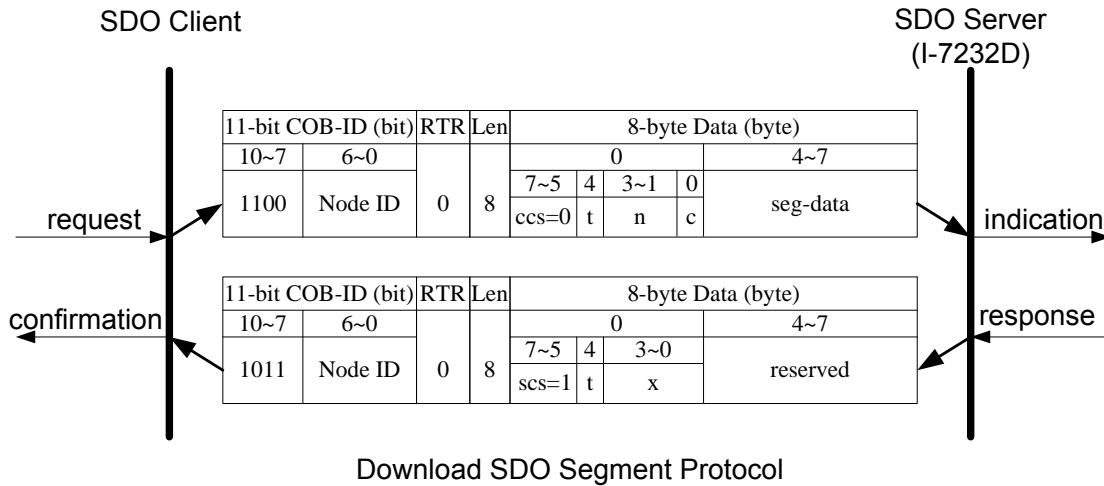 SDO Client
SDO Server
(I-7232D)
11-bit COB-ID (bit) RTR Len 8-byte Data (byte)
10~7 6~0 0 4~7
7~5 4 3~1 0
1100 Node ID 0 8 seg-data
ccs=0 t n c
request
indication
11-bit COB-ID (bit) RTR Len 8-byte Data (byte)
confirmation
response
10~7 6~0 0 4~7
7~5 4 3~0
1011 Node ID 0 8 reserved
scs=1 t x
Download SDO Segment Protocol